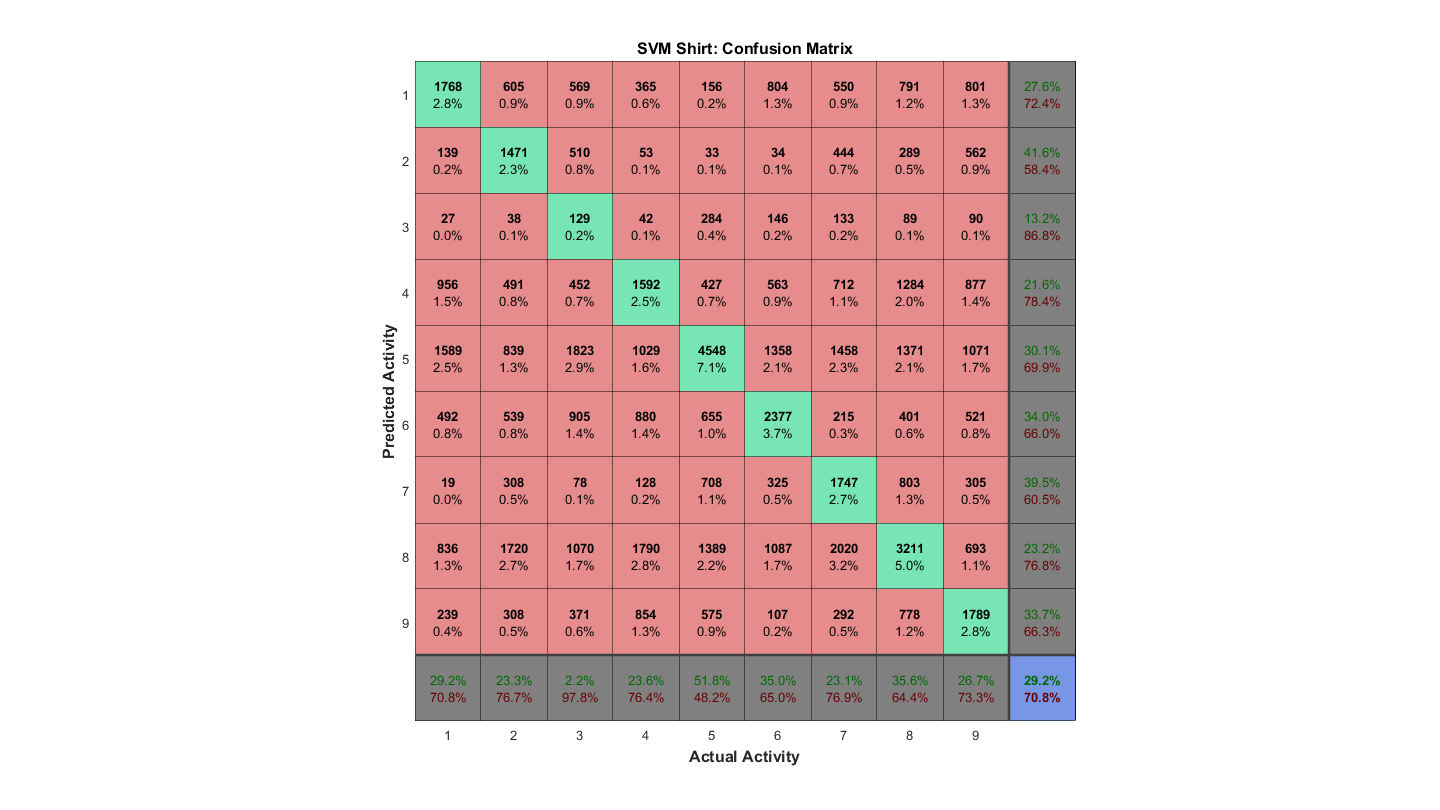 SVM Shirt: Confusion Matrix
1768 605 569 365 156 804 550 791 801 27.6%
1 2.8% 0.9% 0.9% 0.6% 0.2% 1.3% 0.9% 1.2% 1.3% 72.4%
139 1471 510 53 33 34 444 289 562 41.6%
2 0.2% 2.3% 0.8% 0.1% 0.1% 0.1% 0.7% 0.5% 0.9% 58.4%
27 38 129 42 284 146 133 89 90 13.2%
3 0.0% 0.1% 0.2% 0.1% 0.4% 0.2% 0.2% 0.1% 0.1% 86.8%
956 491 452 1592 427 563 712 1284 877 21.6%
4 1.5% 0.8% 0.7% 2.5% 0.7% 0.9% 1.1% 2.0% 1.4% 78.4%
Predicted Activity
1589 839 1823 1029 4548 1358 1458 1371 1071 30.1%
5 2.5% 1.3% 2.9% 1.6% 7.1% 2.1% 2.3% 2.1% 1.7% 69.9%
492 539 905 880 655 2377 215 401 521 34.0%
6 0.8% 0.8% 1.4% 1.4% 1.0% 3.7% 0.3% 0.6% 0.8% 66.0%
19 308 78 128 708 325 1747 803 305 39.5%
7 0.0% 0.5% 0.1% 0.2% 1.1% 0.5% 2.7% 1.3% 0.5% 60.5%
836 1720 1070 1790 1389 1087 2020 3211 693 23.2%
8 1.3% 2.7% 1.7% 2.8% 2.2% 1.7% 3.2% 5.0% 1.1% 76.8%
239 308 371 854 575 107 292 778 1789 33.7%
9 0.4% 0.5% 0.6% 1.3% 0.9% 0.2% 0.5% 1.2% 2.8% 66.3%
29.2% 23.3% 2.2% 23.6% 51.8% 35.0% 23.1% 35.6% 26.7% 29.2%
70.8% 76.7% 97.8% 76.4% 48.2% 65.0% 76.9% 64.4% 73.3% 70.8%
1 2 3 4 5 6 7 8 9
Actual Activity